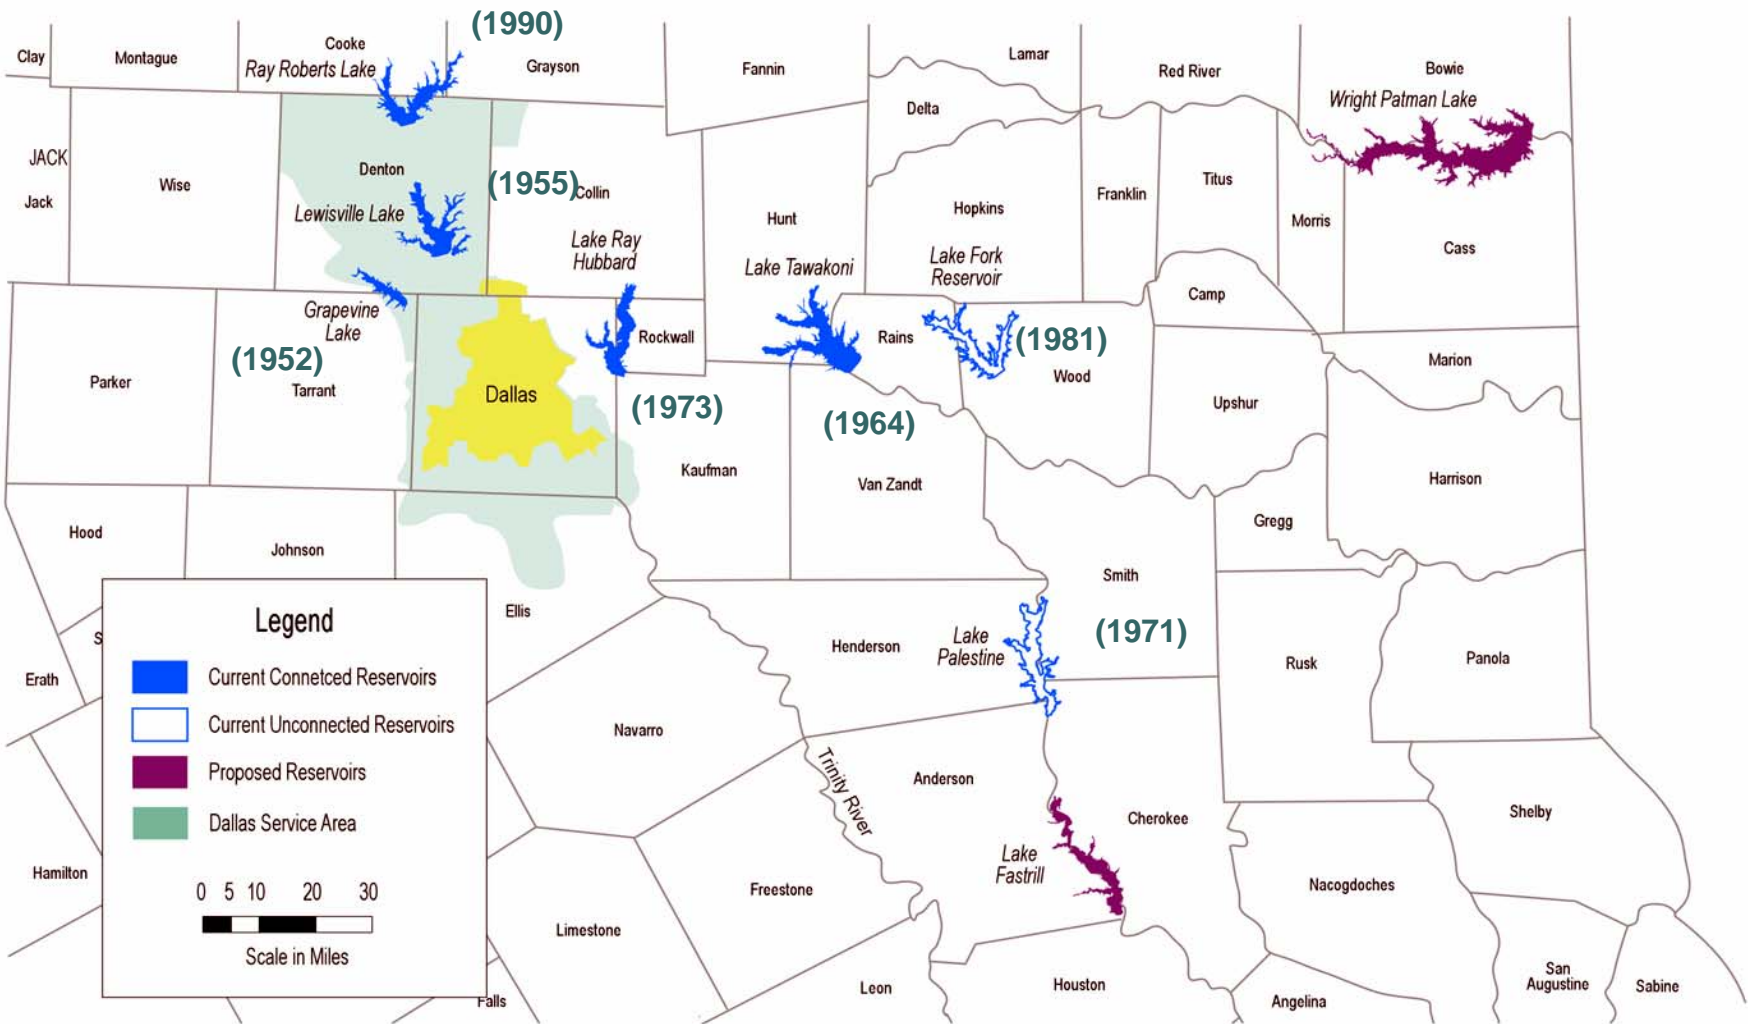 (1990)
Clay
Montague
Cooke
Ray Roberts Lake
Grayson
Fannin
Lamar
Red River
Bowie
Wright Patman Lake
Delta
JACK
Jack
Wise
Denton
(1955)
Collin
Lewisville Lake
Hunt
Hopkins
Franklin
Titus
Morris
Cass
Lake Ray
Hubbard
Lake Tawakoni
Lake Fork
Reservoir
Camp
Grapevine
Lake
(1952)
Tarrant
Parker
Dallas
Rockwall
Rains
(1981)
Wood
Marion
Upshur
(1973)
(1964)
Kaufman
Van Zandt
Harrison
Gregg
Hood
Johnson
Smith
Ellis
(1971)
Henderson
Lake
Palestine
Rusk
Panola
S
Erath
Navarro
Trinity River
Anderson
Cherokee
Shelby
Lake
Fastrill
Hamilton
Freestone
Nacogdoches
Limestone
Leon
Houston
San
Augustine
Sabine
Angelina
Falls
Legend
Current Connetced Reservoirs
Current Unconnected Reservoirs
Proposed Reservoirs
Dallas Service Area
0 5 10 20 30
Scale in Miles